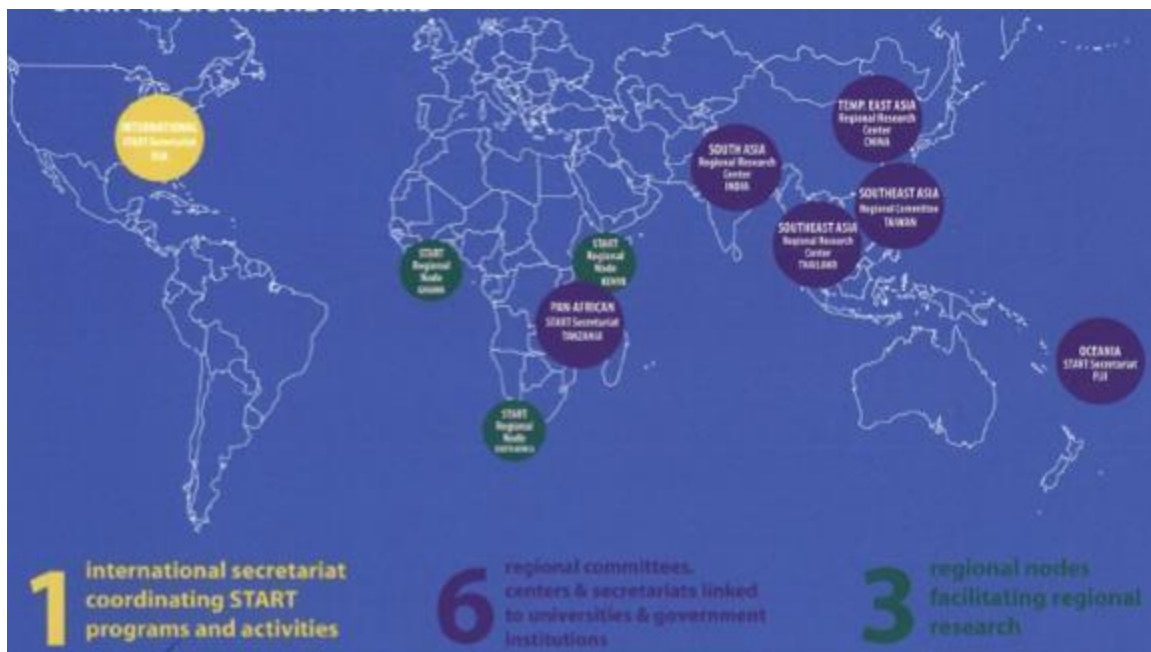 START REGIONAL NETWORKS
INTERNATIONAL
START Secretariat
USA
TEMP. EAST ASIA
Regional Research
Center
CHINA
SOUTH ASIA
Regional Research
Center
INDIA
SOUTHEAST ASIA
Regional Committee
TAIWAN
SOUTHEAST ASIA
Regional Research
Center
THAILAND
START
Regional
Node
GHANA
START
Regional
Node
KENYA
PAN-AFRICAN
START Secretariat
TANZANIA
OCEANIA
START Secretariat
FIJI
START
Regional
Node
1
international secretariat
coordinating START
programs and activities
6
regional committees,
centers & secretariats linked
to universities & government
institutions
3
regional nodes
facilitating regional
research